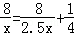 8/x = 8/2.5x + 1/4